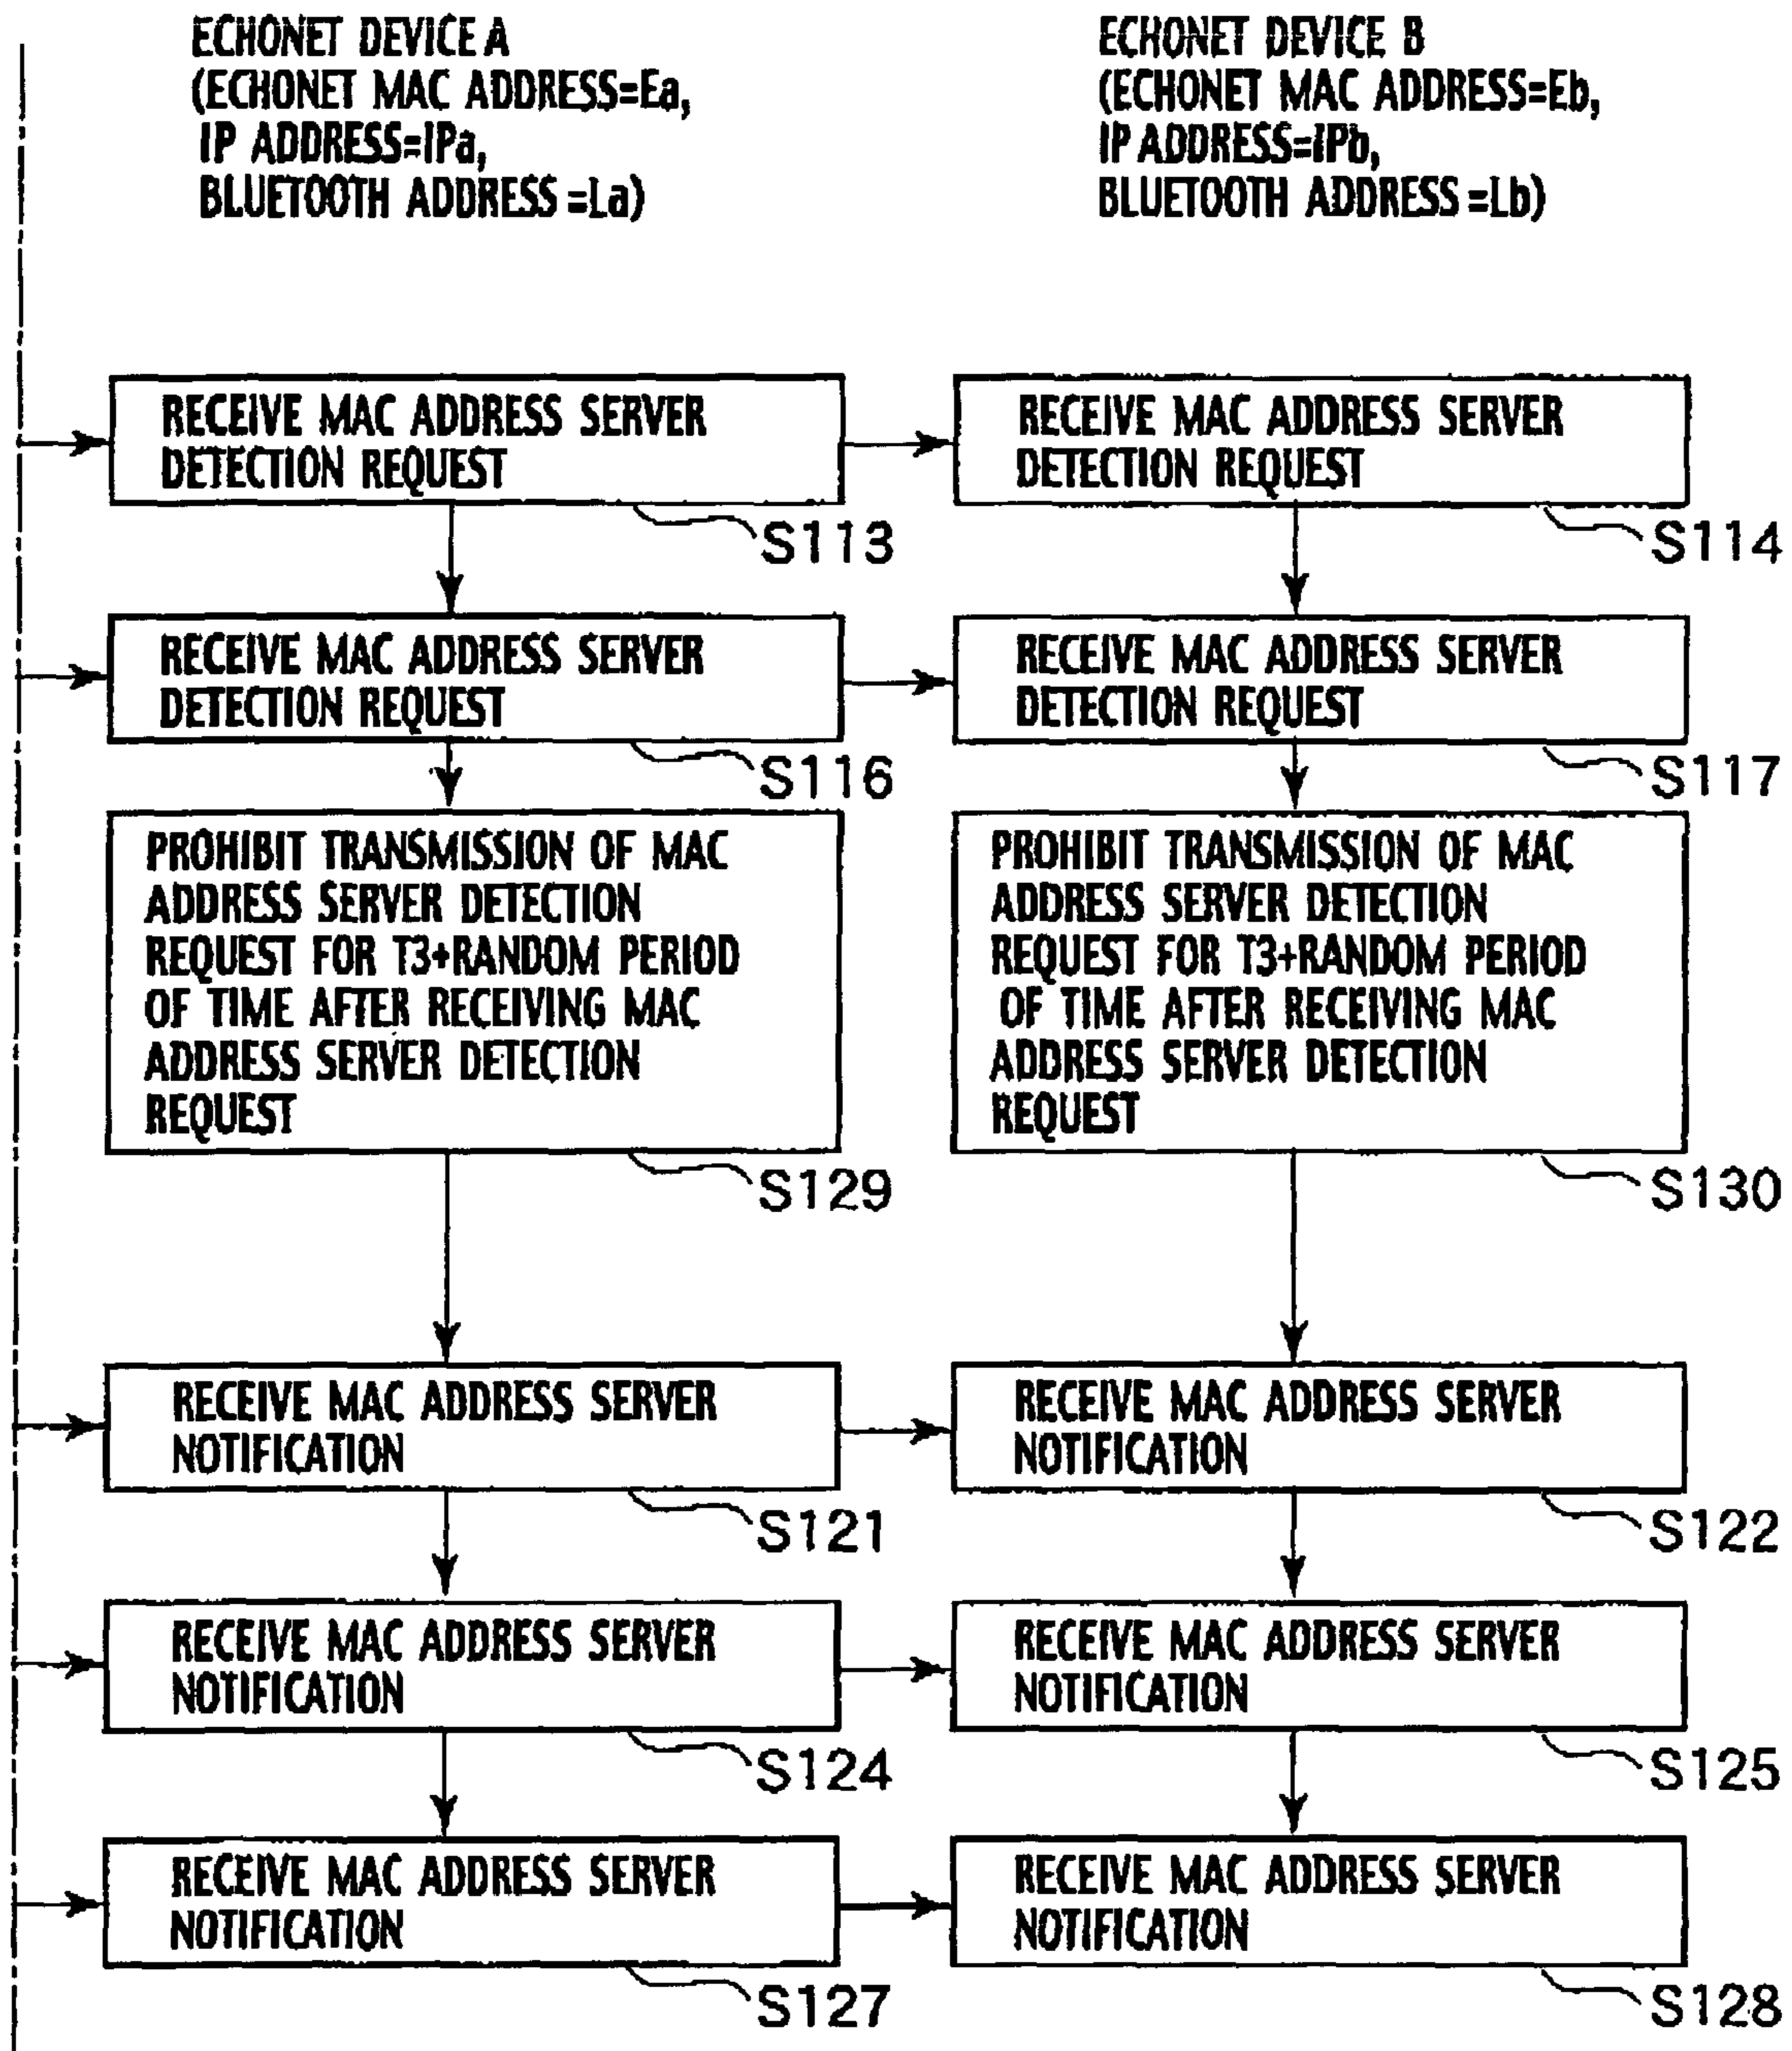 ECHONET DEVICE A
(ECHONET MAC ADDRESS=Ea,
IP ADDRESS=IPa,
BLUETOOTH ADDRESS=La)
ECHONET DEVICE B
(ECHONET MAC ADDRESS=Eb,
IP ADDRESS=IPb,
BLUETOOTH ADDRESS=Lb)
RECEIVE MAC ADDRESS SERVER
DETECTION REQUEST
S113
RECEIVE MAC ADDRESS SERVER
DETECTION REQUEST
S114
RECEIVE MAC ADDRESS SERVER
DETECTION REQUEST
S116
RECEIVE MAC ADDRESS SERVER
DETECTION REQUEST
S117
PROHIBIT TRANSMISSION OF MAC
ADDRESS SERVER DETECTION
REQUEST FOR T3+RANDOM PERIOD
OF TIME AFTER RECEIVING MAC
ADDRESS SERVER DETECTION
REQUEST
S129
PROHIBIT TRANSMISSION OF MAC
ADDRESS SERVER DETECTION
REQUEST FOR T3+RANDOM PERIOD
OF TIME AFTER RECEIVING MAC
ADDRESS SERVER DETECTION
REQUEST
S130
RECEIVE MAC ADDRESS SERVER
NOTIFICATION
S121
RECEIVE MAC ADDRESS SERVER
NOTIFICATION
S122
RECEIVE MAC ADDRESS SERVER
NOTIFICATION
S124
RECEIVE MAC ADDRESS SERVER
NOTIFICATION
S125
RECEIVE MAC ADDRESS SERVER
NOTIFICATION
S127
RECEIVE MAC ADDRESS SERVER
NOTIFICATION
S128